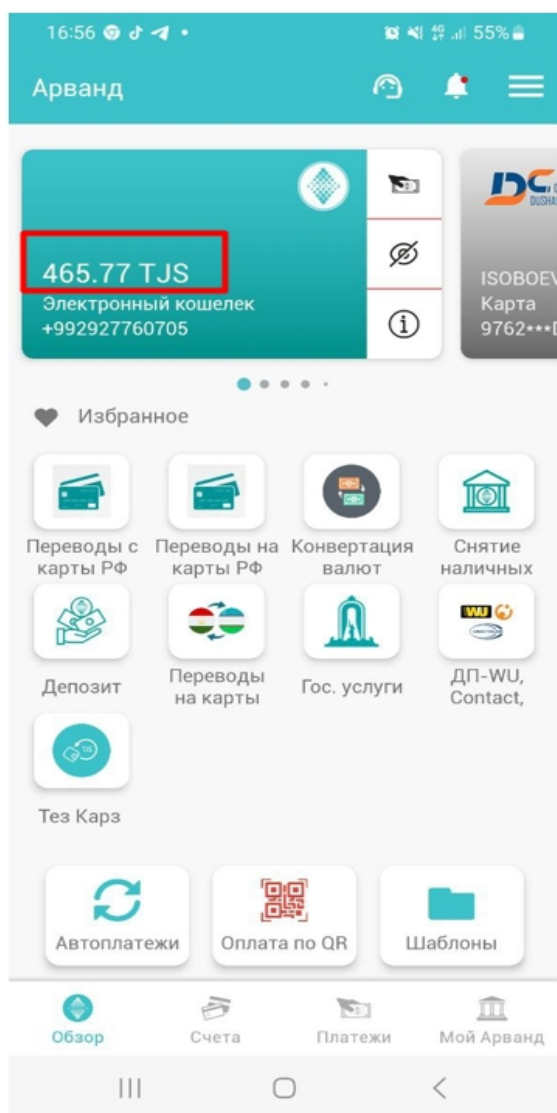 16:56
55%
Арванд
465.77 TJS
Электронный кошелек
+992927760705
ISOBOEV
Карта
9762***
Избранное
Переводы с карты РФ
Переводы на карты РФ
Конвертация валют
Снятие наличных
Депозит
Переводы на карты
Гос. услуги
ДП-WU, Contact,
Тез Карз
Автоплатежи
Оплата по QR
Шаблоны
Обзор
Счета
Платежи
Мой Арванд